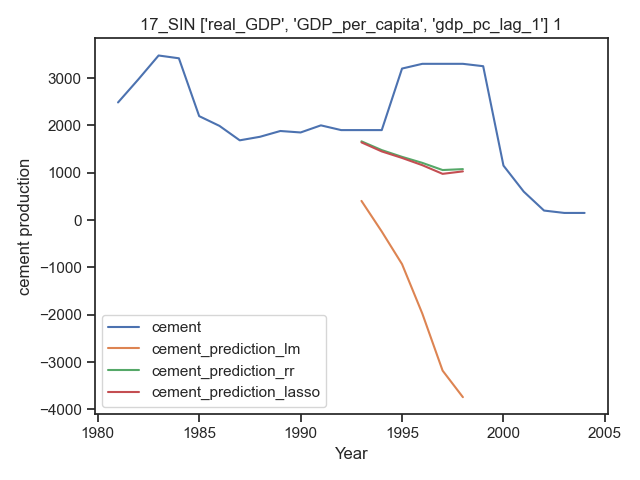 17_SIN ['real_GDP', 'GDP_per_capita', 'gdp_pc_lag_1'] 1
cement production
3000
2000
1000
0
−1000
−2000
−3000
−4000
cement
cement_prediction_lm
cement_prediction_rr
cement_prediction_lasso
1980
1985
1990
1995
2000
2005
Year